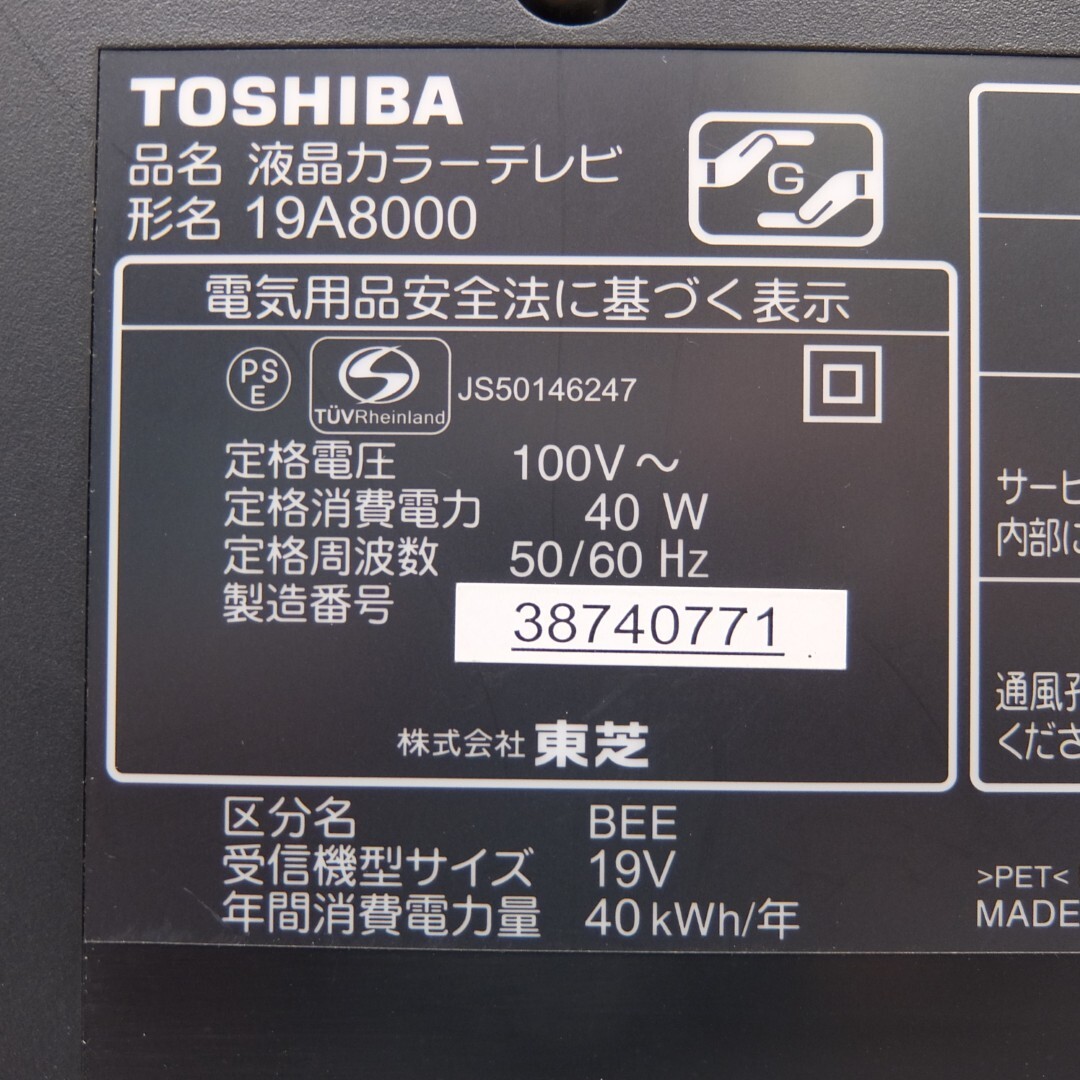 TOSHIBA
品名 液晶カラーテレビ
形名 19A8000
G
電気用品安全法に基づく表示
PS
E
TÜVRheinland
JS50146247
定格電圧 100V～
定格消費電力 40 W
定格周波数 50/60 Hz
製造番号 38740771
株式会社 東芝
区分名 BEE
受信機型サイズ 19V
年間消費電力量 40kWh/年
サービ
内部に
通風孔
くださ
>PET<
MADE